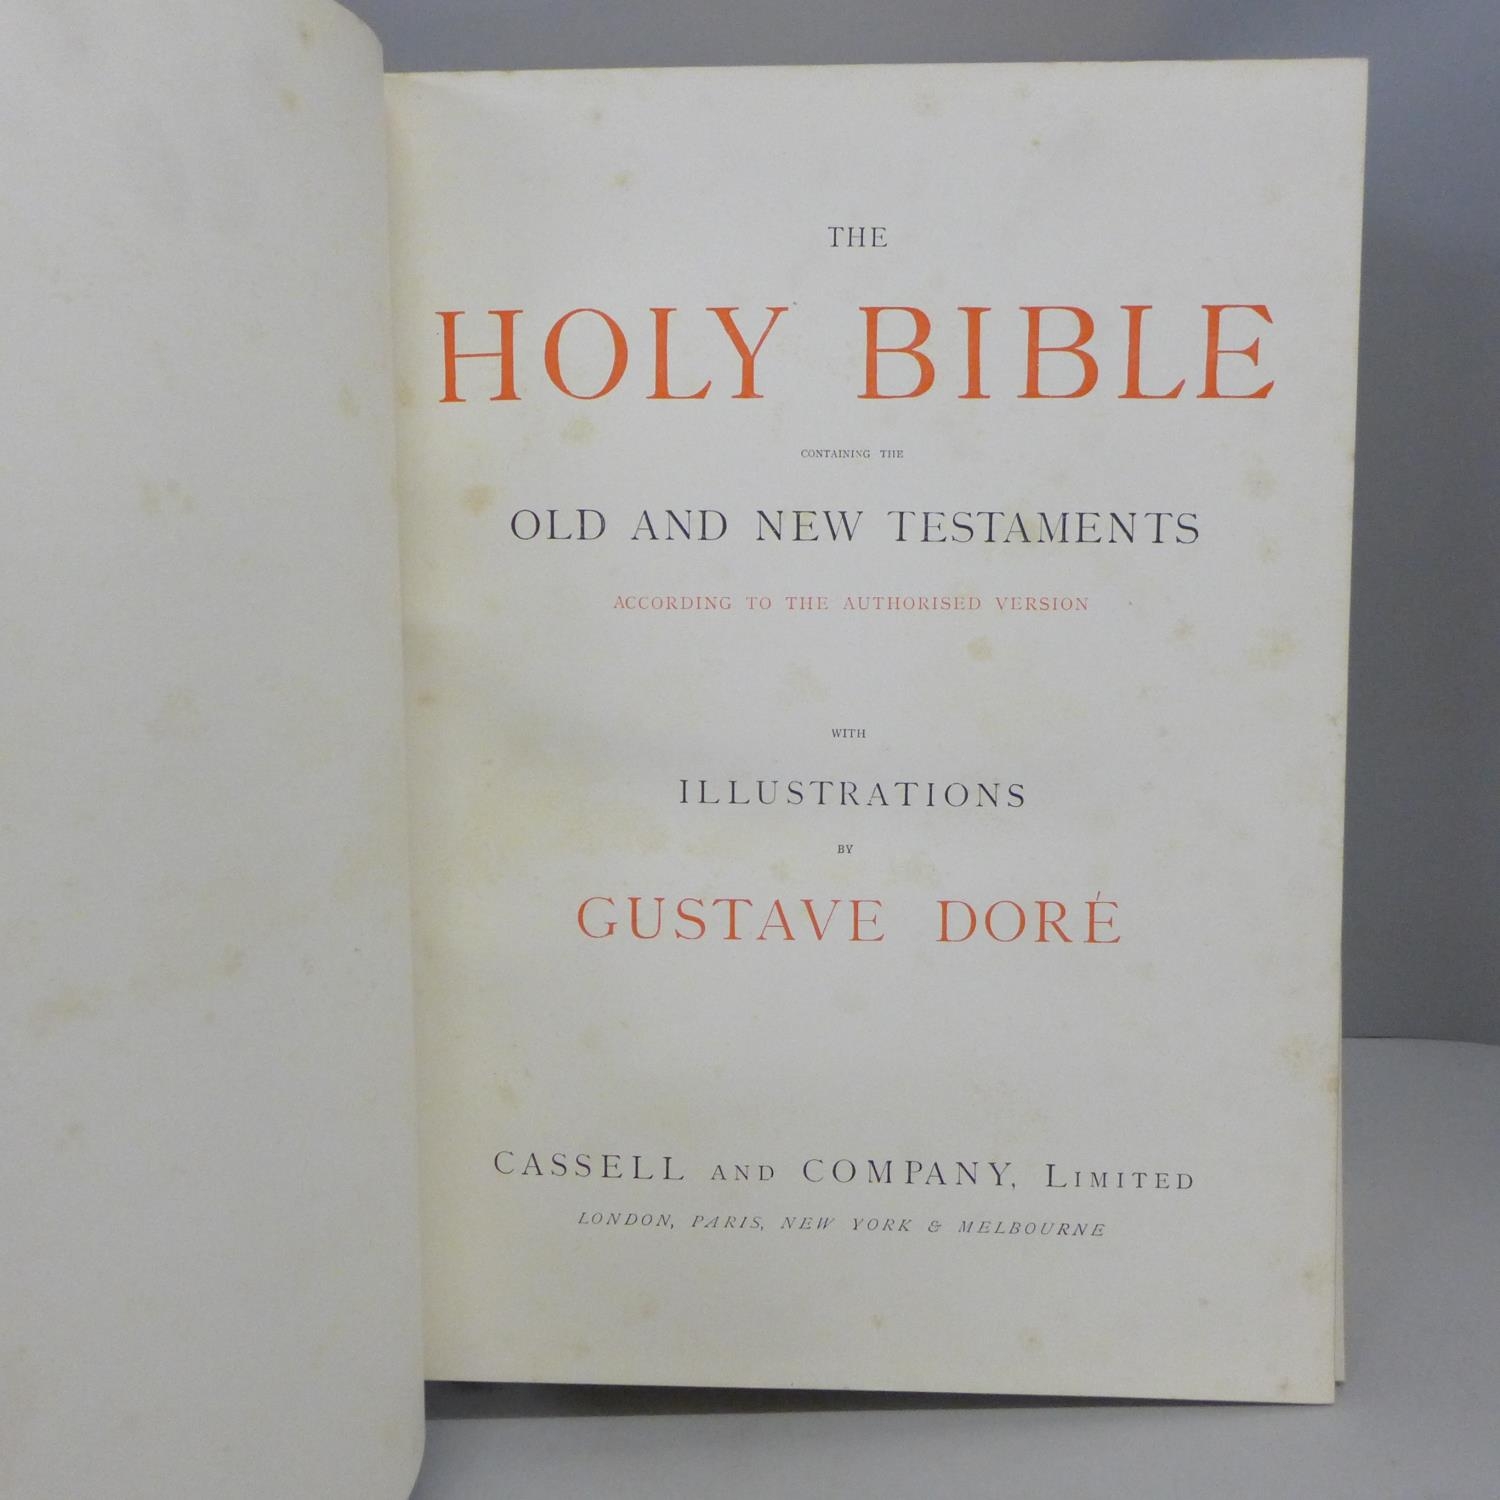 THE
HOLY BIBLE
CONTAINING THE
OLD AND NEW TESTAMENTS
ACCORDING TO THE AUTHORISED VERSION
WITH
ILLUSTRATIONS
BY
GUSTAVE DORÉ
CASSELL AND COMPANY, LIMITED
LONDON, PARIS, NEW YORK & MELBOURNE